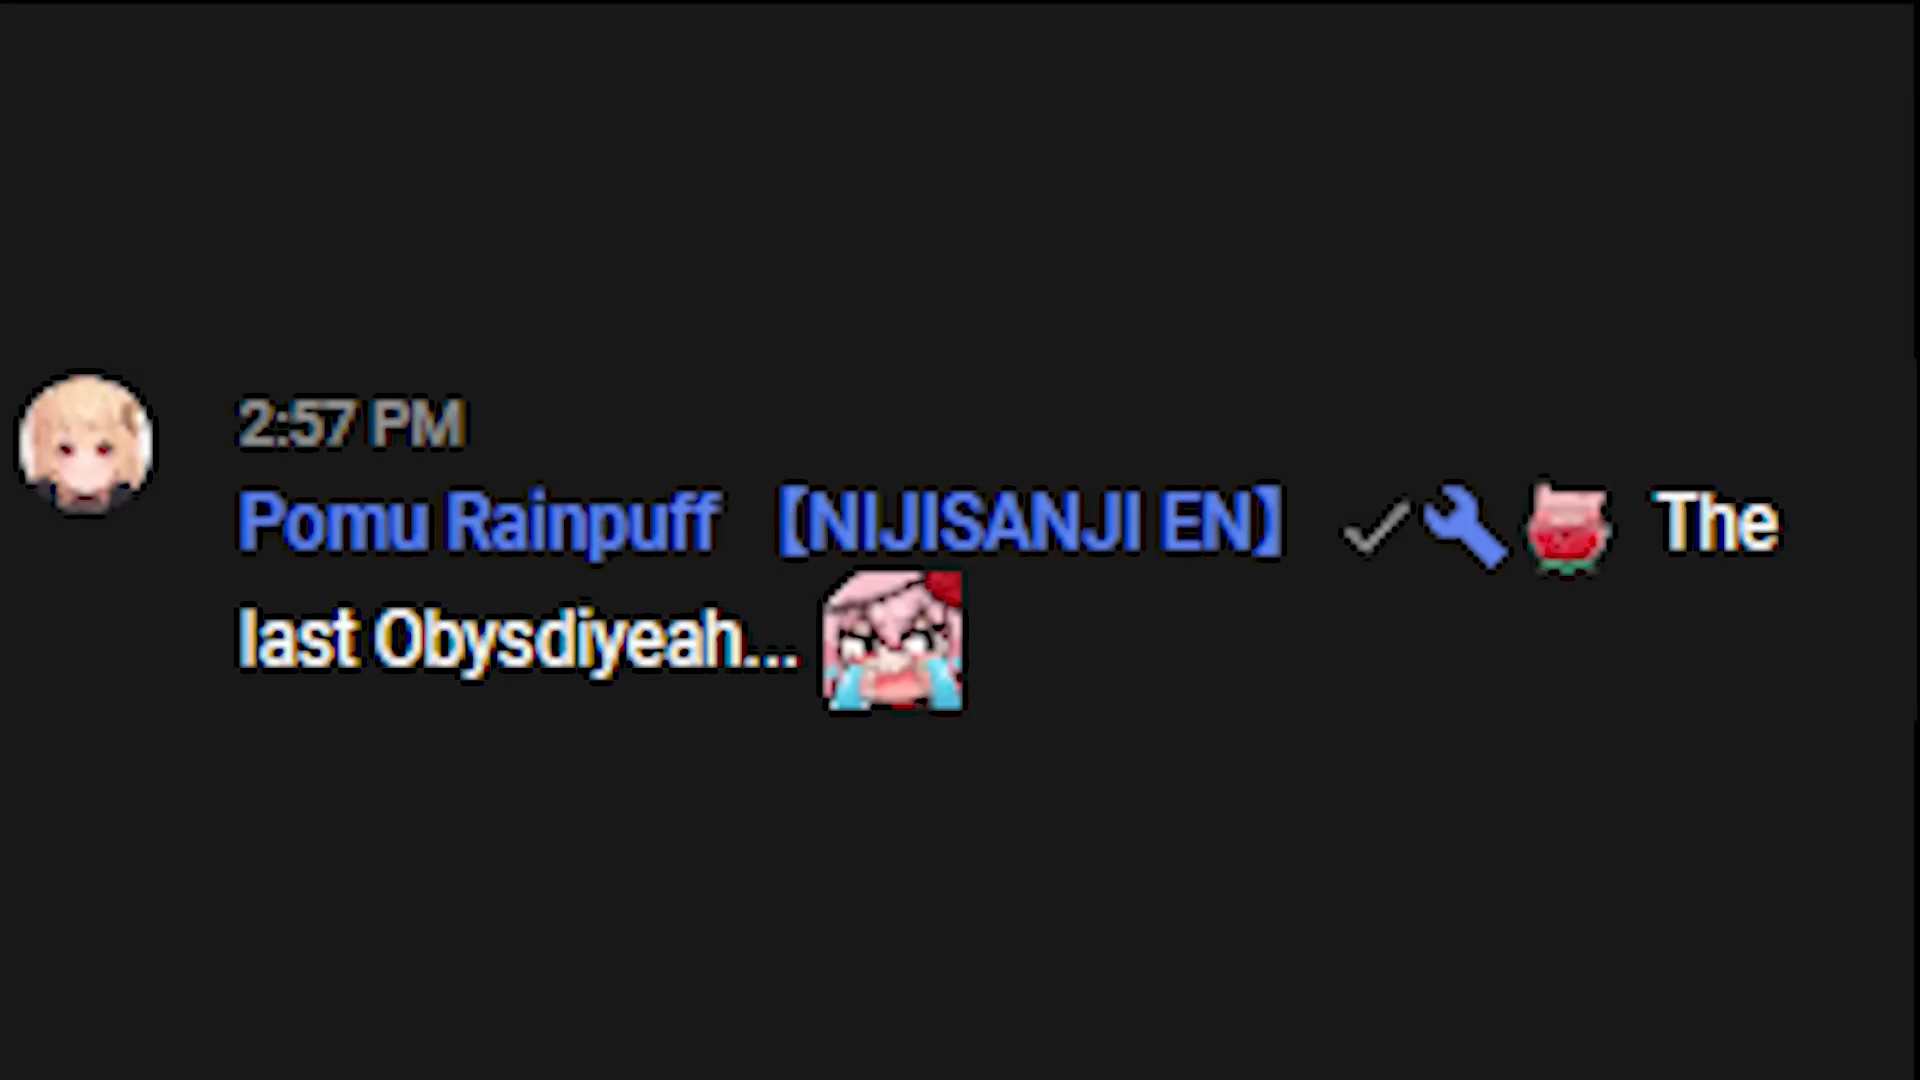 2:57 PM
Pomu Rainpuff 【NIJISANJI EN】 The
last Obysdiyeah...